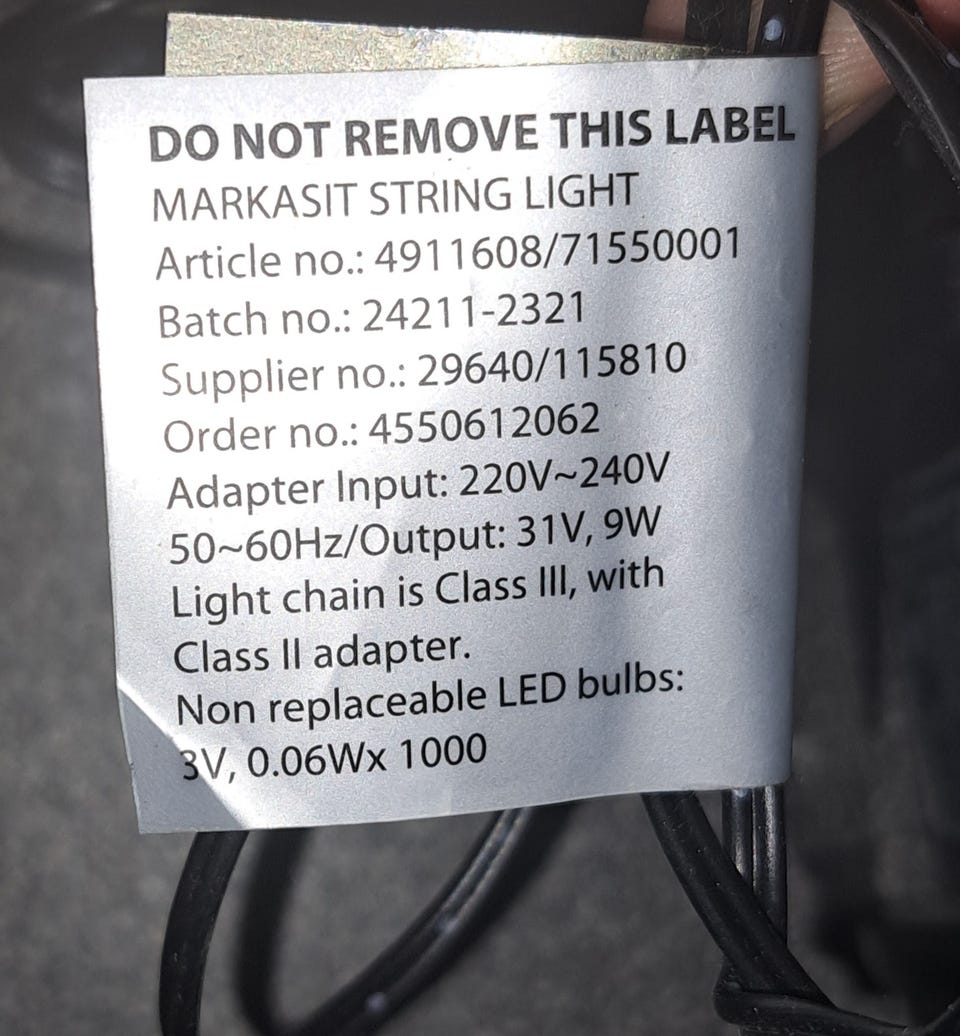 DO NOT REMOVE THIS LABEL
MARKASIT STRING LIGHT
Article no.: 4911608/71550001
Batch no.: 24211-2321
Supplier no.: 29640/115810
Order no.: 4550612062
Adapter Input: 220V~240V
50~60Hz/Output: 31V, 9W
Light chain is Class III, with
Class II adapter.
Non replaceable LED bulbs:
3V, 0.06Wx 1000